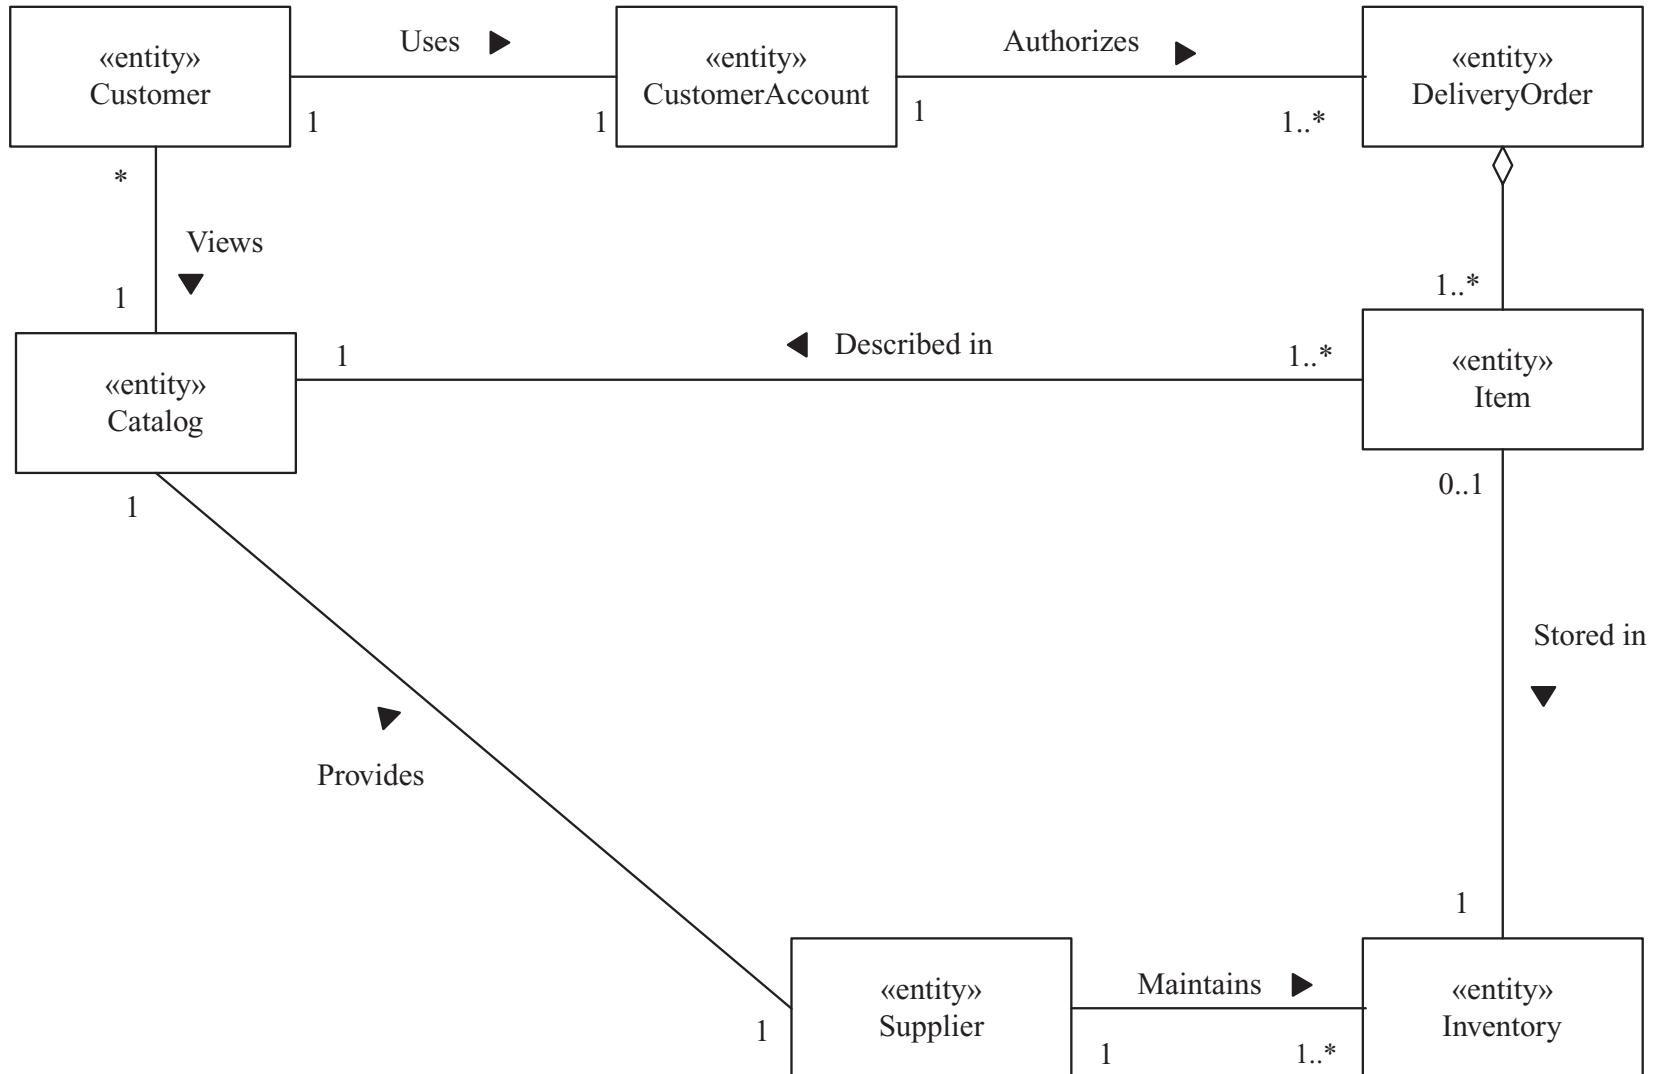 «entity»
Customer
Uses
1
1
«entity»
CustomerAccount
Authorizes
1
1..*
«entity»
DeliveryOrder
*
Views
1
1..*
«entity»
Catalog
1
Described in
1..*
«entity»
Item
1
0..1
Stored in
Provides
1
1
«entity»
Supplier
Maintains
1
1..*
«entity»
Inventory